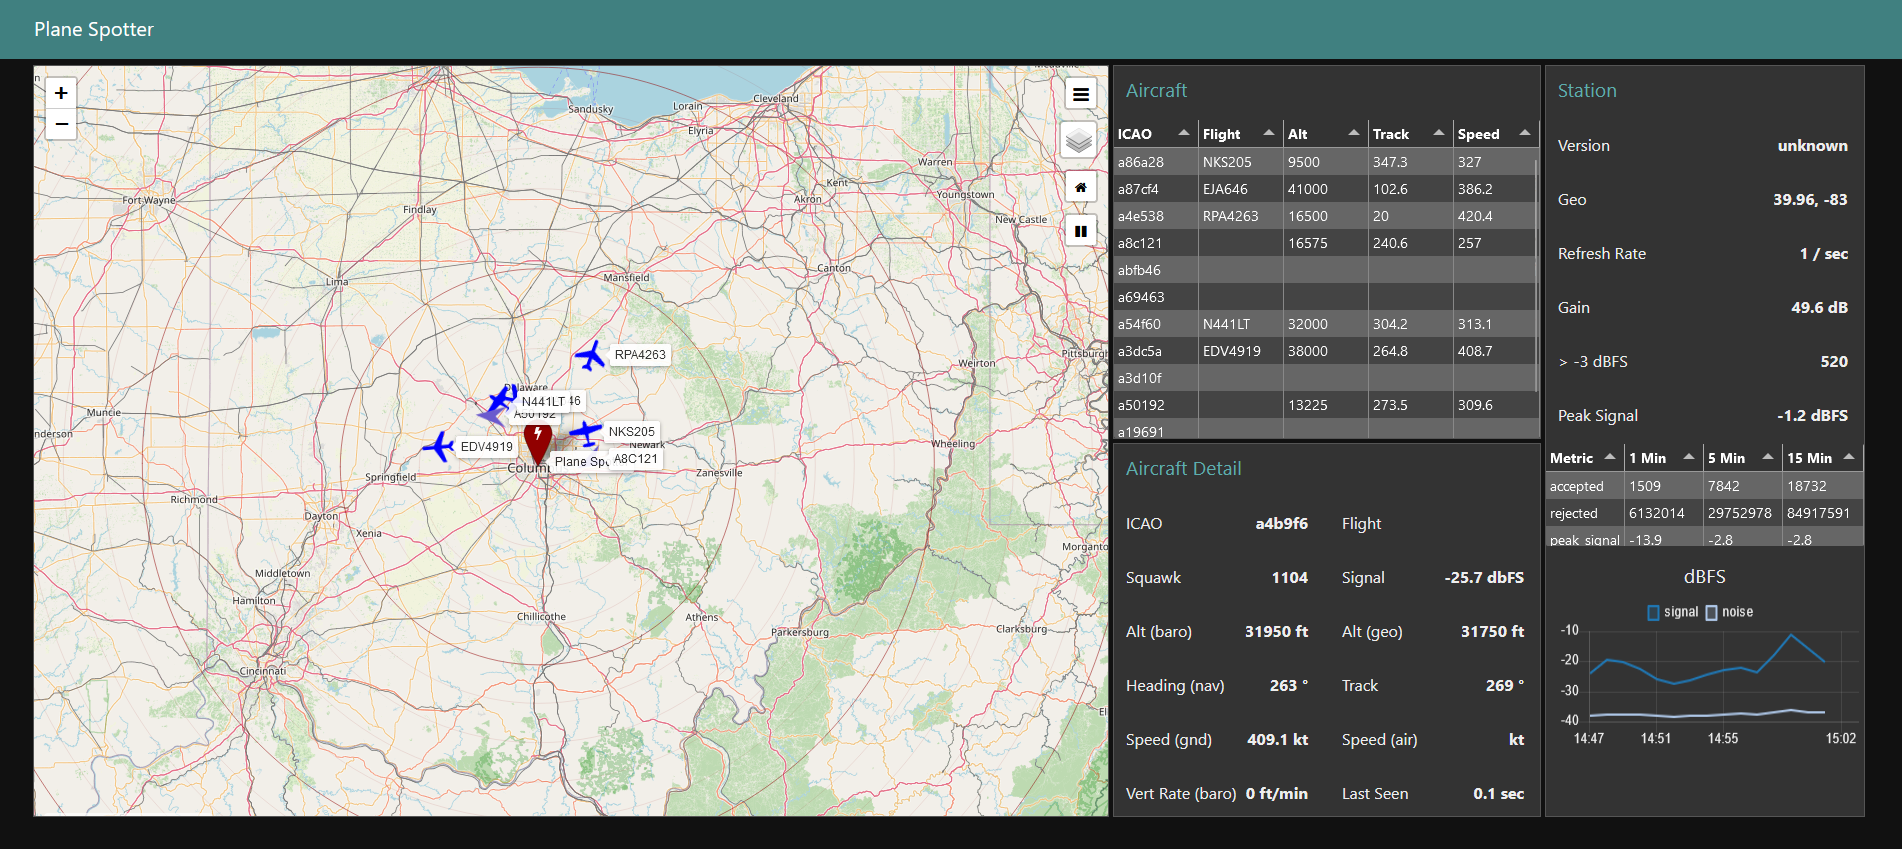 Plane Spotter
+
−
Sandusky
Lorain
Cleveland
Elyria
Warren
Kent
Youngstown
Akron
Fort Wayne
Findlay
New Castle
Canton
Mansfield
Lima
RPA4263
Weirton
Pittsburgh
Delaware
N441LT 46
A50192
Muncie
NKS205
Anderson
EDV4919
Newark
Wheeling
Plane Spo
A8C121
Colum
Zanesville
Springfield
Richmond
Dayton
Xenia
Morganto
Middletown
Hamilton
Chillicothe
Athens
Parkersburg
Clarksburg
Cincinnati
Aircraft
ICAO Flight Alt Track Speed
a86a28 NKS205 9500 347.3 327
a87cf4 EJA646 41000 102.6 386.2
a4e538 RPA4263 16500 20 420.4
a8c121 16575 240.6 257
abfb46
a69463
a54f60 N441LT 32000 304.2 313.1
a3dc5a EDV4919 38000 264.8 408.7
a3d10f
a50192 13225 273.5 309.6
a19691
Aircraft Detail
ICAO a4b9f6 Flight
Squawk 1104 Signal -25.7 dbFS
Alt (baro) 31950 ft Alt (geo) 31750 ft
Heading (nav) 263 ° Track 269 °
Speed (gnd) 409.1 kt Speed (air) kt
Vert Rate (baro) 0 ft/min Last Seen 0.1 sec
Station
Version unknown
Geo 39.96, -83
Refresh Rate 1 / sec
Gain 49.6 dB
> -3 dBFS 520
Peak Signal -1.2 dBFS
Metric 1 Min 5 Min 15 Min
accepted 1509 7842 18732
rejected 6132014 29752978 84917591
peak_signal -13.9 -2.8 -2.8
dBFS
signal noise
-10
-20
-30
-40
14:47 14:51 14:55 15:02